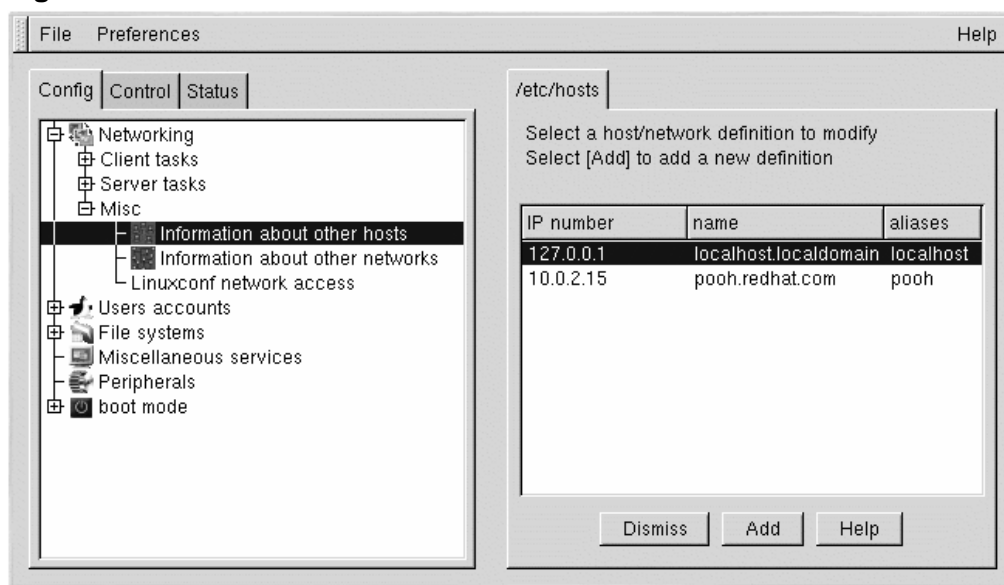 File Preferences Help
Config Control Status
Networking
Client tasks
Server tasks
Misc
Information about other hosts
Information about other networks
Linuxconf network access
Users accounts
File systems
Miscellaneous services
Peripherals
boot mode
/etc/hosts
Select a host/network definition to modify
Select [Add] to add a new definition
IP number name aliases
127.0.0.1 localhost.localdomain localhost
10.0.2.15 pooh.redhat.com pooh
Dismiss Add Help